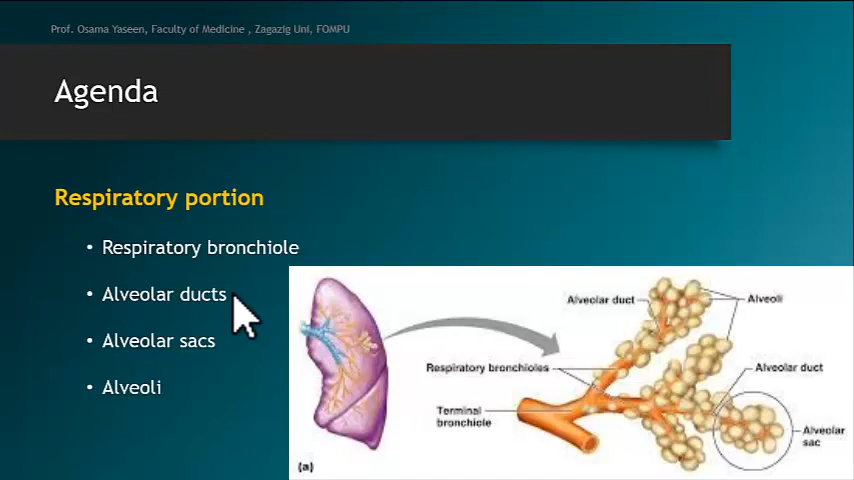 Prof. Osama Yaseen, Faculty of Medicine , Zagazig Uni, FOMPU
Agenda
Respiratory portion
• Respiratory bronchiole
• Alveolar ducts
• Alveolar sacs
• Alveoli
Alveolar duct
Alveoli
Respiratory bronchioles
Alveolar duct
Terminal
bronchiole
Alveolar
sac
(a)